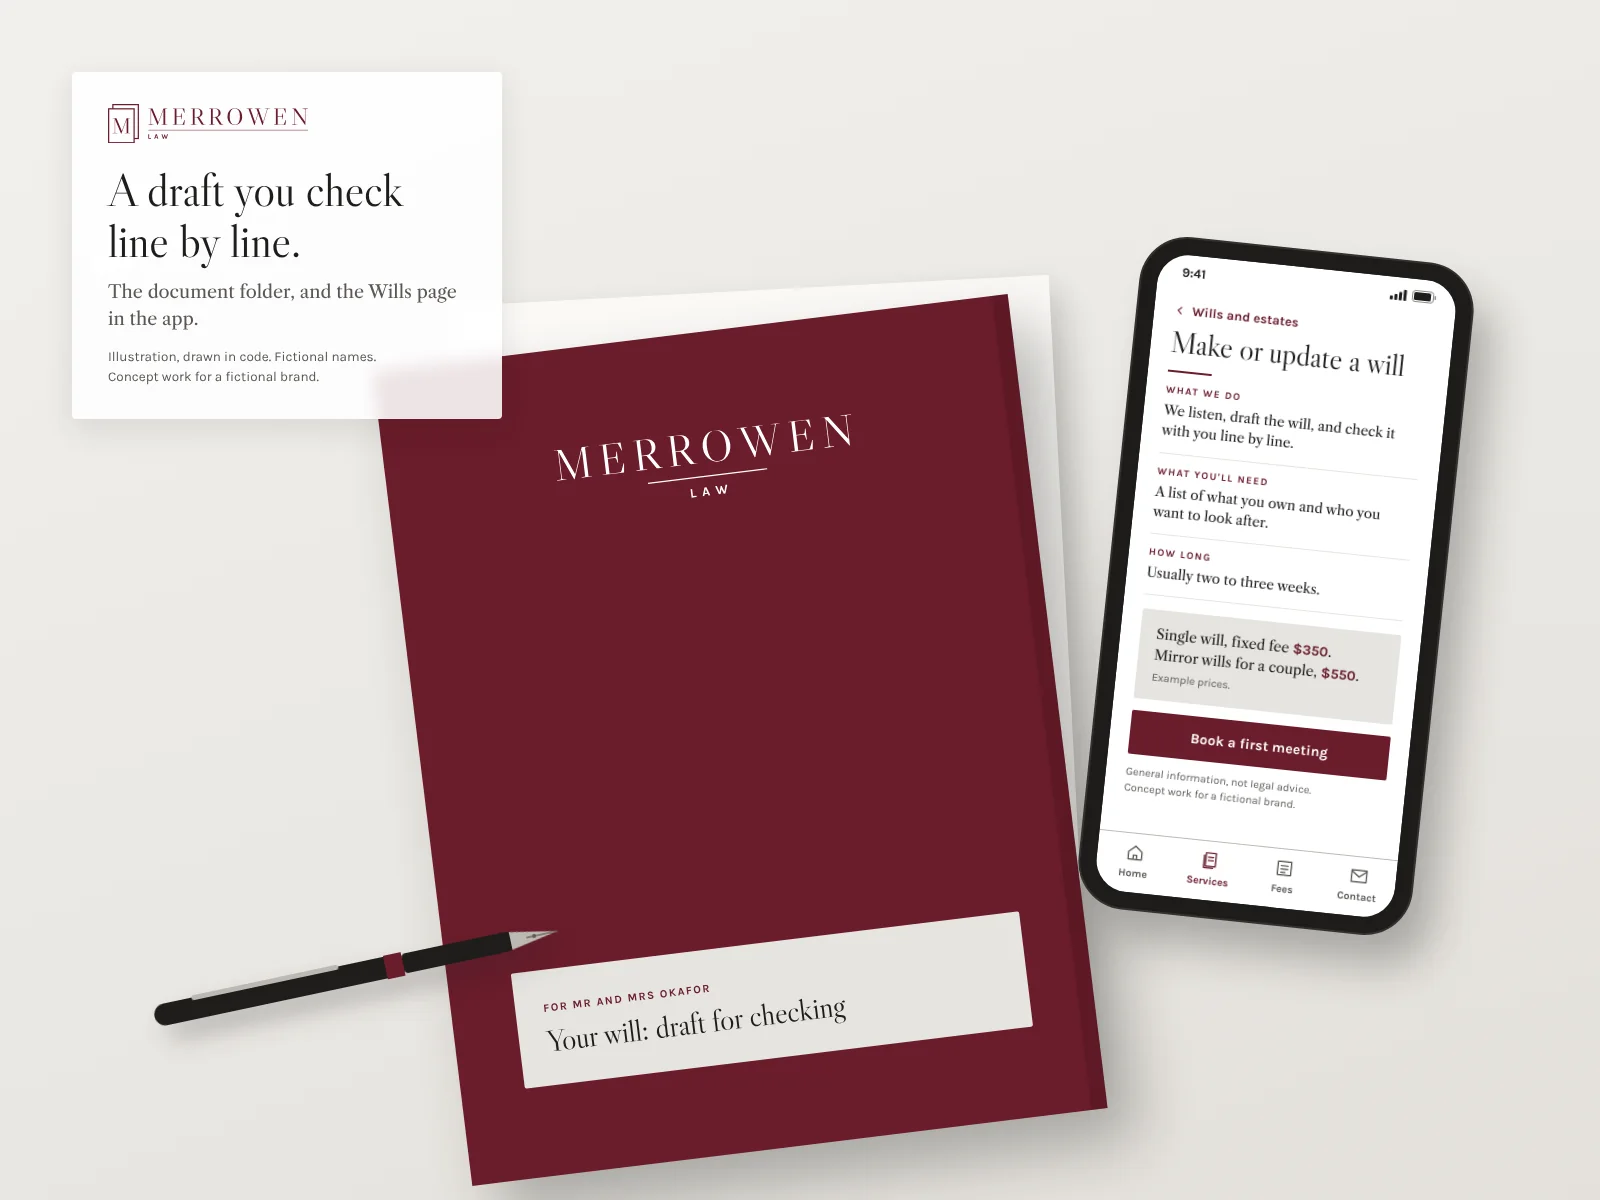 M
MERROWEN
LAW
A draft you check
line by line.
The document folder, and the Wills page
in the app.
Illustration, drawn in code. Fictional names.
Concept work for a fictional brand.
MERROWEN
LAW
FOR MR AND MRS OKAFOR
Your will: draft for checking
9:41
Wills and estates
Make or update a will
WHAT WE DO
We listen, draft the will, and check it
with you line by line.
WHAT YOU'LL NEED
A list of what you own and who you
want to look after.
HOW LONG
Usually two to three weeks.
Single will, fixed fee $350.
Mirror wills for a couple, $550.
Example prices.
Book a first meeting
General information, not legal advice.
Concept work for a fictional brand.
Home
Services
Fees
Contact